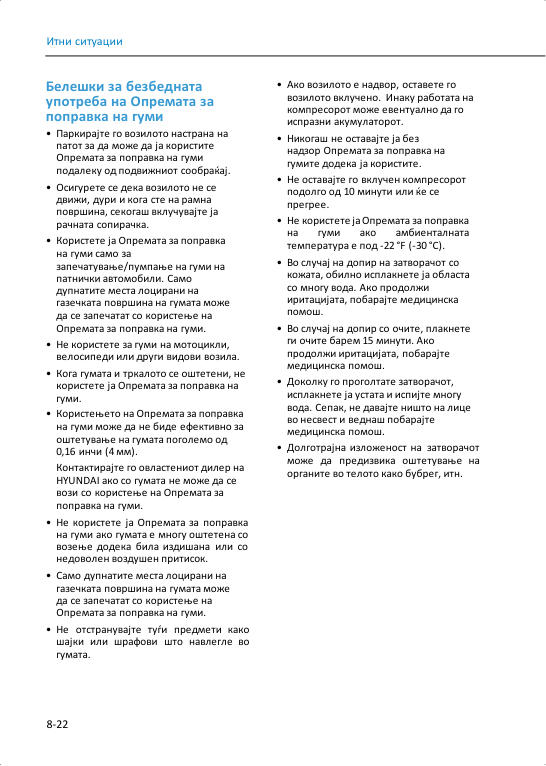 Итни ситуации
Белешки за безбедната
употреба на Опремата за
поправка на гуми
• Паркирајте го возилото настрана на
патот за да може да ја користите
Опремата за поправка на гуми
подалеку од подвижниот сообраќај.
• Осигурете се дека возилото не се
движи, дури и кога сте на рамна
површина, секогаш вклучувајте ја
рачната сопирачка.
• Користете ја Опремата за поправка
на гуми само за
запечатување/пумпање на гуми на
патнички автомобили. Само
дупнатите места лоцирани на
газечката површина на гумата може
да се запечатат со користење на
Опремата за поправка на гуми.
• Не користете за гуми на мотоцикли,
велосипеди или други видови возила.
• Кога гумата и тркалото се оштетени, не
користете ја Опремата за поправка на
гуми.
• Користењето на Опремата за поправка
на гуми може да не биде ефективно за
оштетување на гумата поголемо од
0,16 инчи (4 мм).
Контактирајте го овластениот дилер на
HYUNDAI ако со гумата не може да се
вози со користење на Опремата за
поправка на гуми.
• Не користете ја Опремата за поправка
на гуми ако гумата е многу оштетена со
возење додека била издишана или со
недоволен воздушен притисок.
• Само дупнатите места лоцирани на
газечката површина на гумата може
да се запечатат со користење на
Опремата за поправка на гуми.
• Не отстранувајте туѓи предмети како
шајки или шрафови што навлегле во
гумата.
• Ако возилото е надвор, оставете го
возилото вклучено. Инаку работата на
компресорот може евентуално да го
испразни акумулаторот.
• Никогаш не оставајте ја без
надзор Опремата за поправка на
гумите додека ја користите.
• Не оставајте го вклучен компресорот
подолго од 10 минути или ќе се
прегрее.
• Не користете ја Опремата за поправка
на гуми ако амбиенталната
температура е под -22 °F (-30 °C).
• Во случај на допир на затворачот со
кожата, обилно исплакнете ја областа
со многу вода. Ако продолжи
иритацијата, побарајте медицинска
помош.
• Во случај на допир со очите, плакнете
ги очите барем 15 минути. Ако
продолжи иритацијата, побарајте
медицинска помош.
• Доколку го проголтате затворачот,
исплакнете ја устата и испијте многу
вода. Сепак, не давајте ништо на лице
во несвест и веднаш побарајте
медицинска помош.
• Долготрајна изложеност на затворачот
може да предизвика оштетување на
органите во телото како бубрег, итн.
8-22